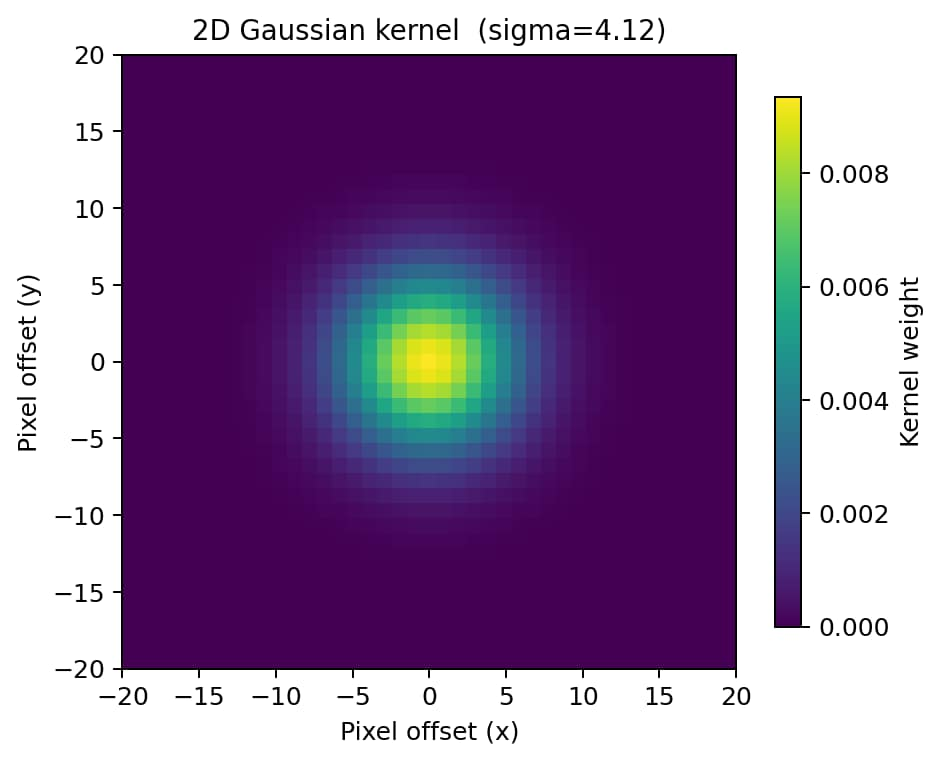 2D Gaussian kernel  (sigma=4.12)
20
15
10
5
0
−5
−10
−15
−20
Pixel offset (y)
−20 −15 −10 −5 0 5 10 15 20
Pixel offset (x)
0.008
0.006
0.004
0.002
0.000
Kernel weight